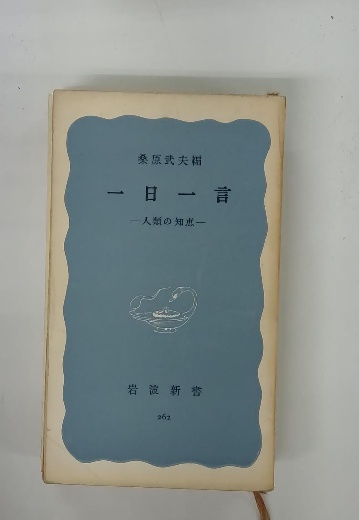 桑原武夫編
一日一言
—人類の知恵—
岩波新書
262